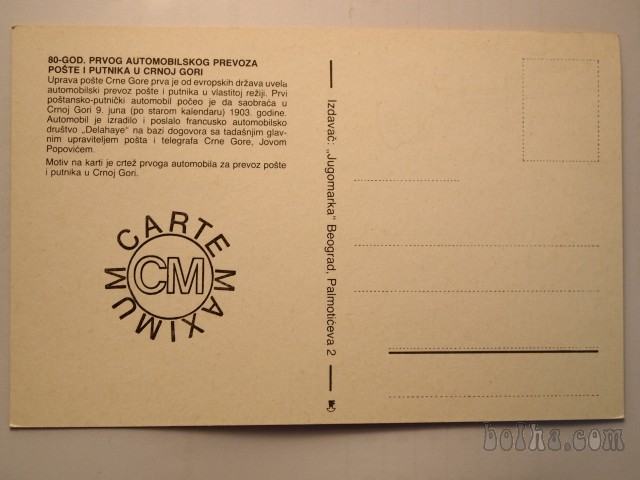 80-GOD. PRVOG AUTOMOBILSKOG PREVOZA
POŠTE I PUTNIKA U CRNOJ GORI
Uprava pošte Crne Gore prva je od evropskih država uvela
automobilski prevoz pošte i putnika u vlastitoj režiji. Prvi
poštansko-putnički automobil počeo je da saobraća u
Crnoj Gori 9. juna (po starom kalendaru) 1903. godine.
Automobil je izradilo i poslalo francusko automobilsko
društvo „Delahaye" na bazi dogovora sa tadašnjim glav-
nim upraviteljem pošta i telegrafa Crne Gore, Jovom
Popovićem.
Motiv na karti je crtež prvoga automobila za prevoz pošte
i putnika u Crnoj Gori.
CARTE MAXIMUM
CM
Izdavač: „Jugomarka" Beograd, Palmotićeva 2
bolha.com